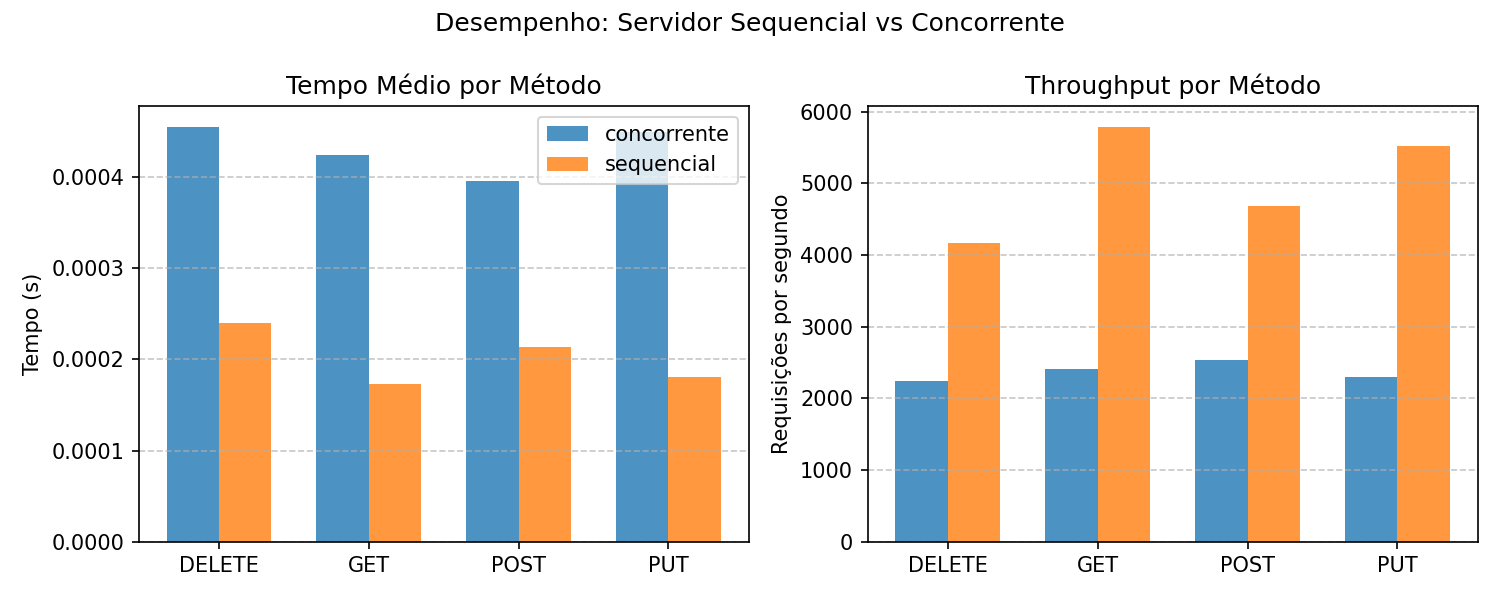 Desempenho: Servidor Sequencial vs Concorrente
Tempo Médio por Método
concorrente
sequencial
Tempo (s)
0.0004
0.0003
0.0002
0.0001
0.0000
DELETE
GET
POST
PUT
Throughput por Método
Requisições por segundo
6000
5000
4000
3000
2000
1000
0
DELETE
GET
POST
PUT